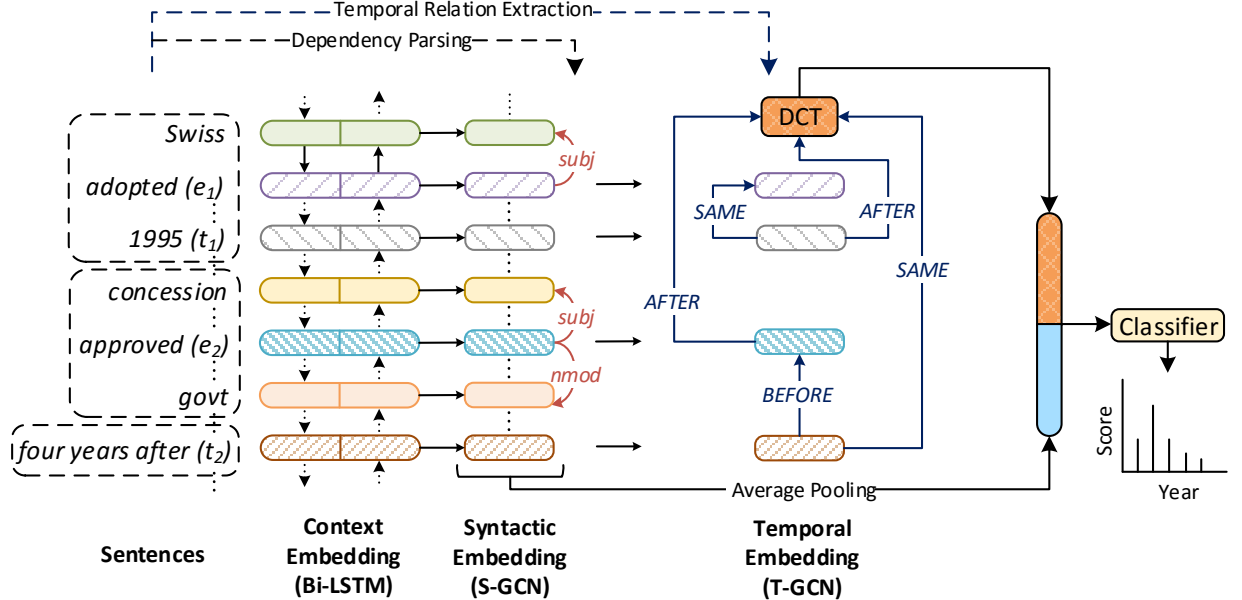 Temporal Relation Extraction
Dependency Parsing
Swiss
adopted (e1)
1995 (t1)
concession
approved (e2)
govt
four years after (t2)
subj
subj
nmod
DCT
SAME
AFTER
SAME
AFTER
BEFORE
Classifier
Score
Year
Average Pooling
Sentences
Context
Embedding
(Bi-LSTM)
Syntactic
Embedding
(S-GCN)
Temporal
Embedding
(T-GCN)